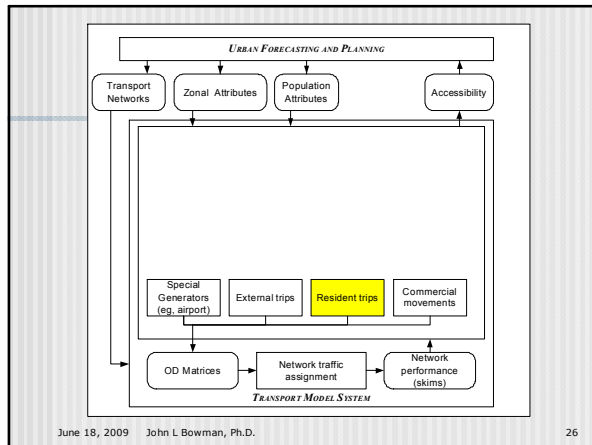 URBAN FORECASTING AND PLANNING
Transport
Networks
Zonal Attributes
Population
Attributes
Accessibility
Special
Generators
(eg, airport)
External trips
Resident trips
Commercial
movements
OD Matrices
Network traffic
assignment
Network
performance
(skims)
TRANSPORT MODEL SYSTEM
June 18, 2009 John L Bowman, Ph.D. 26